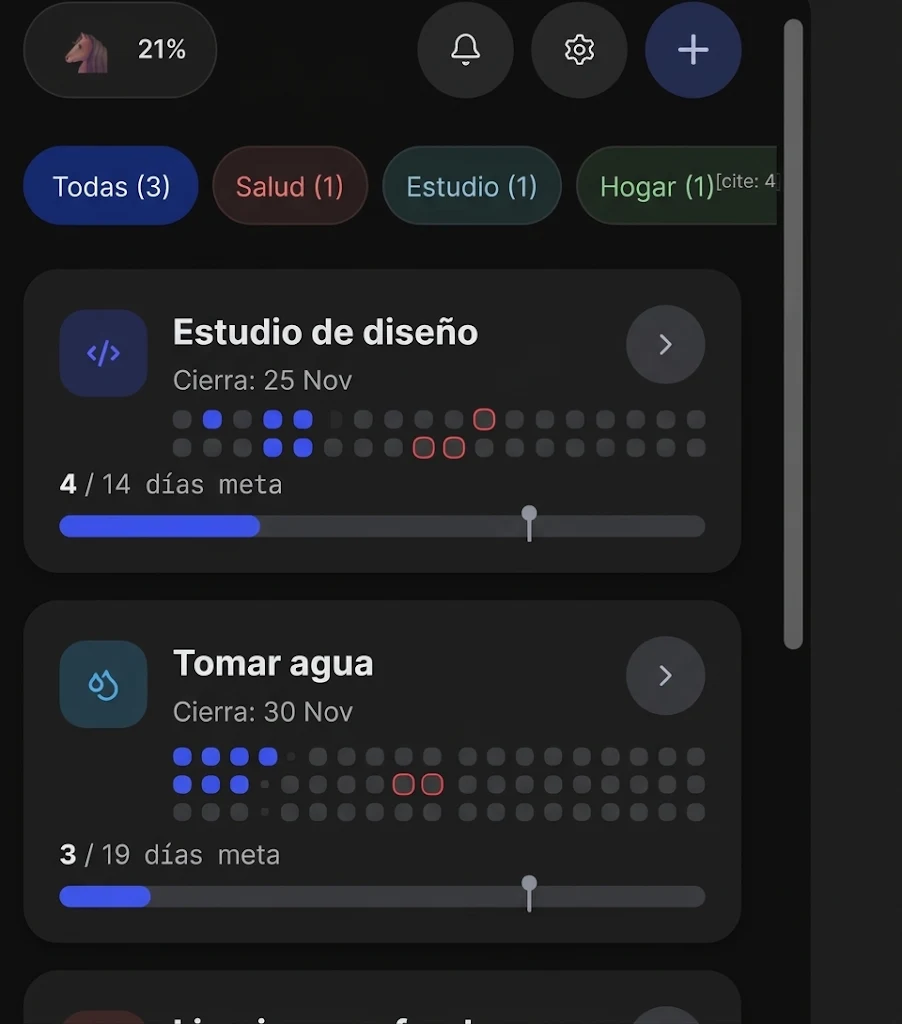 21%
Todas (3) Salud (1) Estudio (1) Hogar (1)[cite: 4
Estudio de diseño
Cierra: 25 Nov
4 / 14 días meta
Tomar agua
Cierra: 30 Nov
3 / 19 días meta